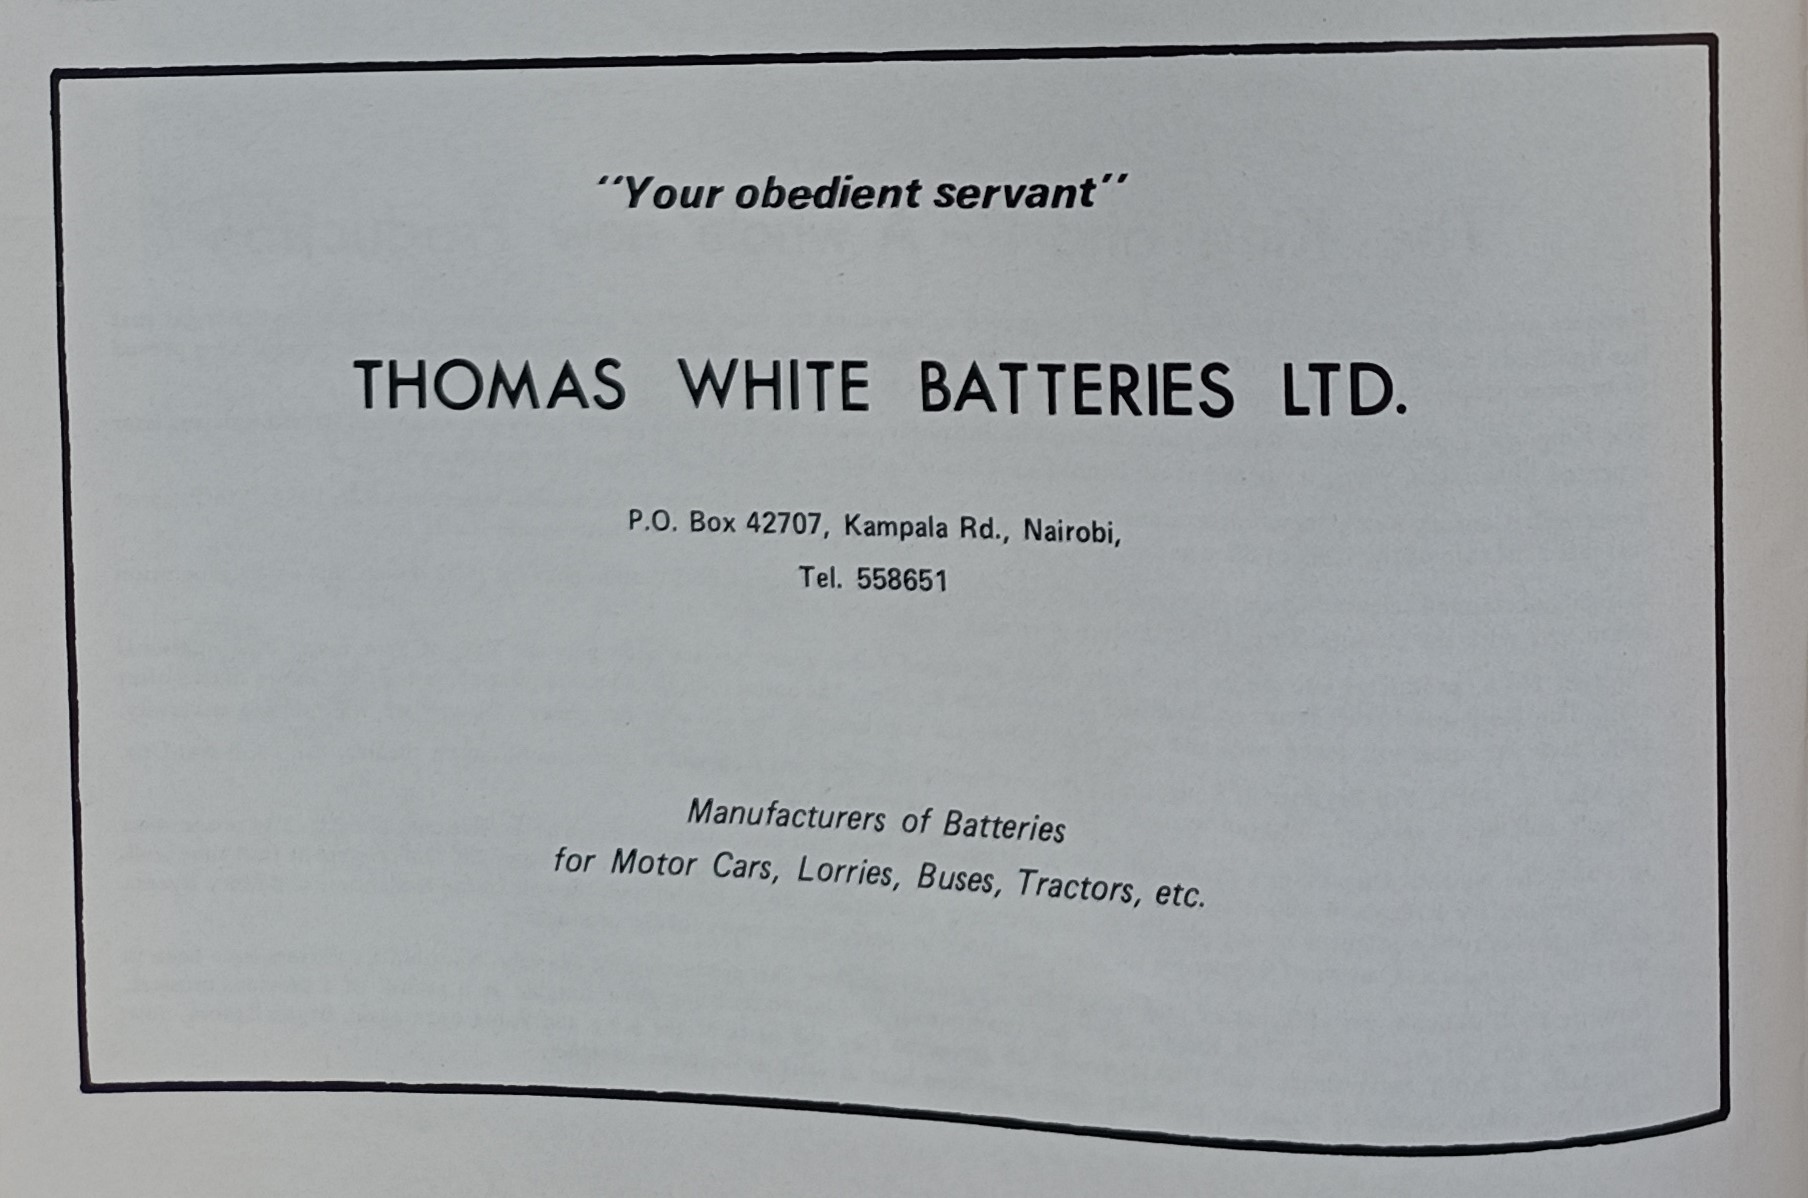 "Your obedient servant"
THOMAS WHITE BATTERIES LTD.
P.O. Box 42707, Kampala Rd., Nairobi,
Tel. 558651
Manufacturers of Batteries
for Motor Cars, Lorries, Buses, Tractors, etc.